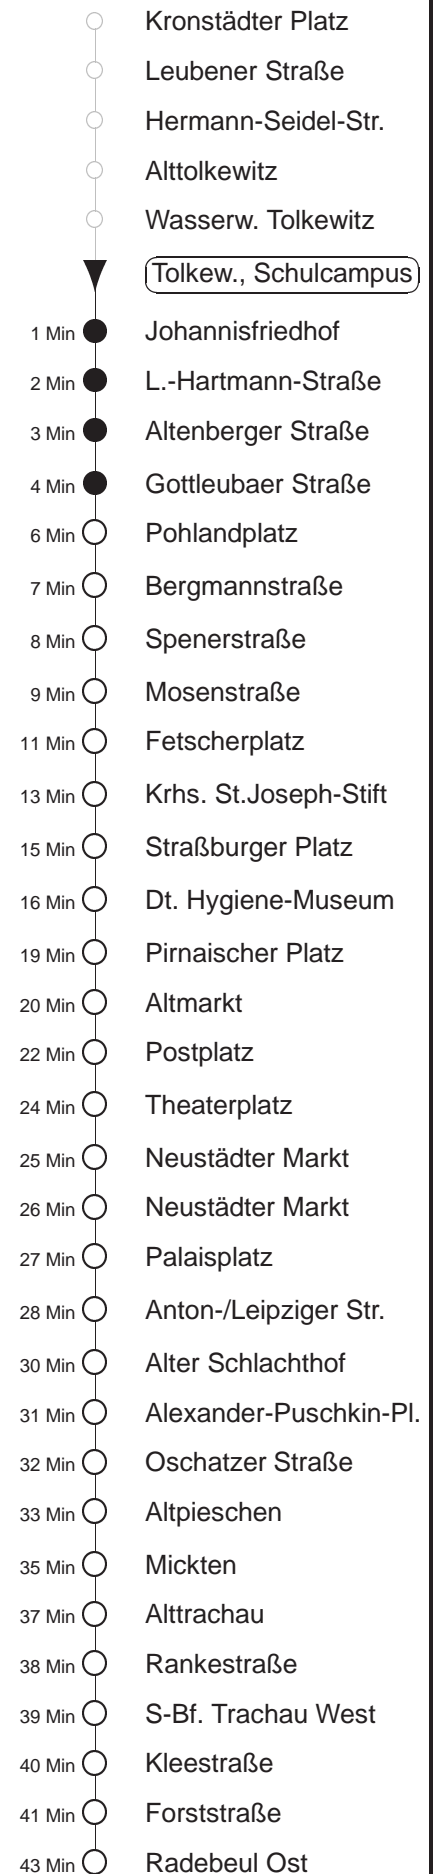 Kronstädter Platz
Leubener Straße
Hermann-Seidel-Str.
Alttolkewitz
Wasserw. Tolkewitz
Tolkew., Schulcampus
1 Min Johannisfriedhof
2 Min L.-Hartmann-Straße
3 Min Altenberger Straße
4 Min Gottleubaer Straße
6 Min Pohlandplatz
7 Min Bergmannstraße
8 Min Spenerstraße
9 Min Mosenstraße
11 Min Fetscherplatz
13 Min Krhs. St.Joseph-Stift
15 Min Straßburger Platz
16 Min Dt. Hygiene-Museum
19 Min Pirnaischer Platz
20 Min Altmarkt
22 Min Postplatz
24 Min Theaterplatz
25 Min Neustädter Markt
26 Min Neustädter Markt
27 Min Palaisplatz
28 Min Anton-/Leipziger Str.
30 Min Alter Schlachthof
31 Min Alexander-Puschkin-Pl.
32 Min Oschatzer Straße
33 Min Altpieschen
35 Min Mickten
37 Min Alttrachau
38 Min Rankestraße
39 Min S-Bf. Trachau West
40 Min Kleestraße
41 Min Forststraße
43 Min Radebeul Ost